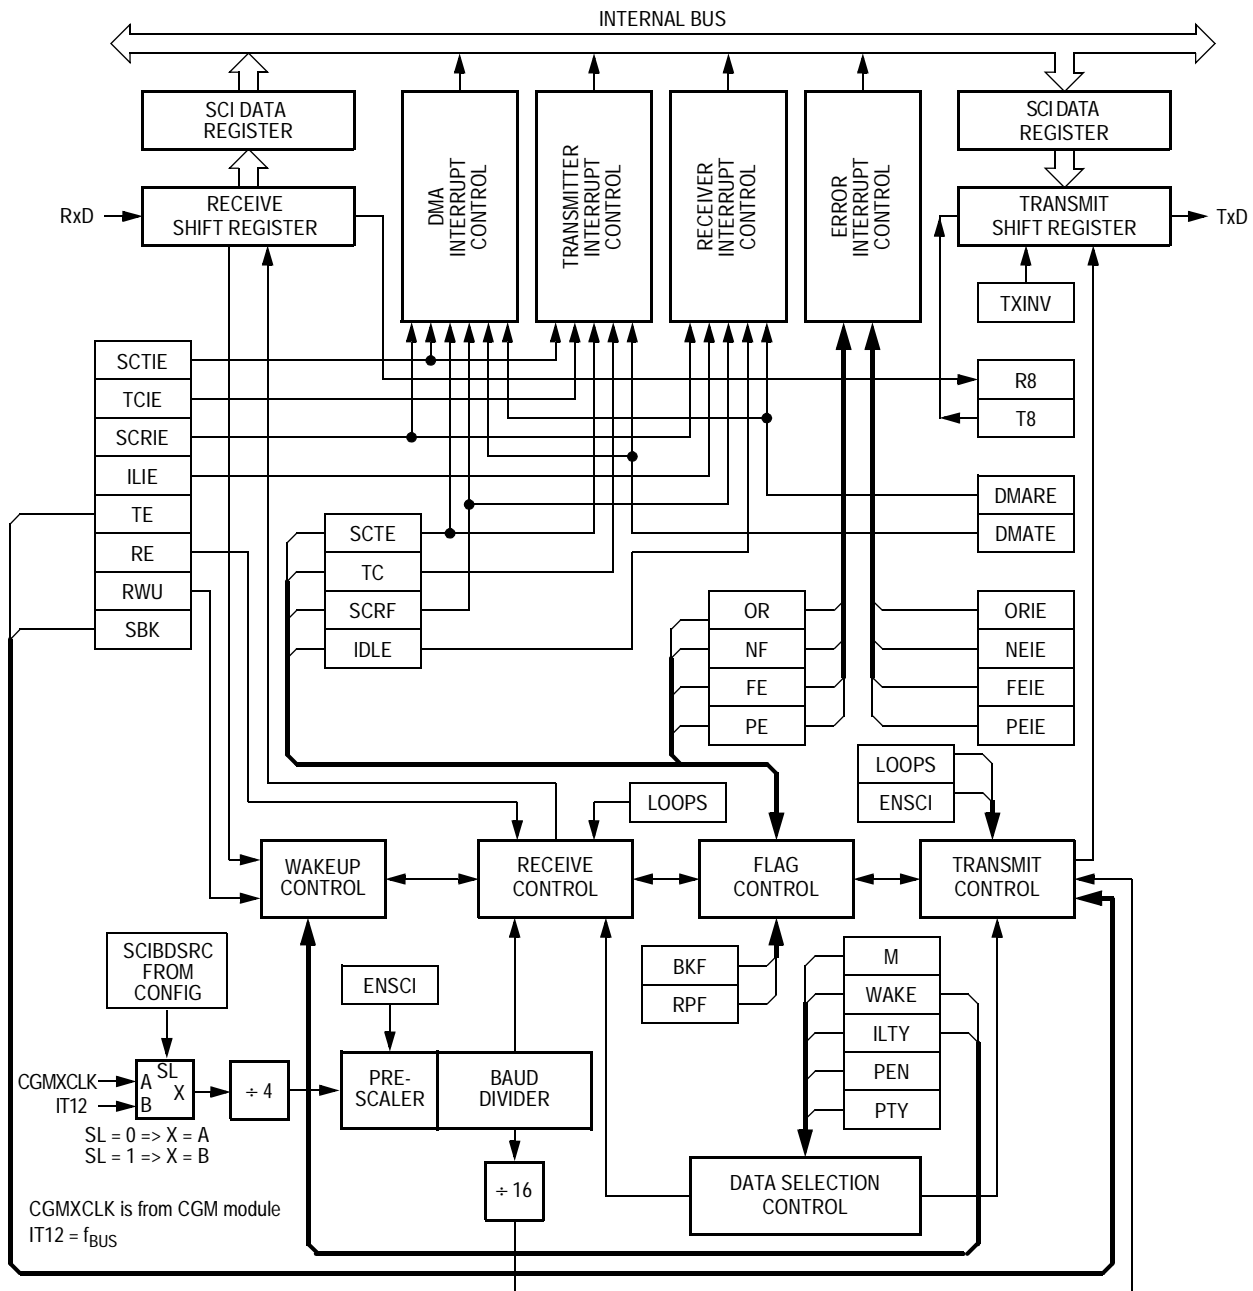 INTERNAL BUS
SCI DATA
REGISTER
DMA
INTERRUPT
CONTROL
TRANSMITTER
INTERRUPT
CONTROL
RECEIVER
INTERRUPT
CONTROL
ERROR
INTERRUPT
CONTROL
SCI DATA
REGISTER
RxD
RECEIVE
SHIFT REGISTER
TRANSMIT
SHIFT REGISTER
TxD
TXINV
SCTIE
TCIE
SCRIE
ILIE
TE
RE
RWU
SBK
R8
T8
DMARE
DMATE
SCTE
TC
SCRF
IDLE
OR
NF
FE
PE
ORIE
NEIE
FEIE
PEIE
LOOPS
LOOPS
ENSCI
WAKEUP
CONTROL
RECEIVE
CONTROL
FLAG
CONTROL
TRANSMIT
CONTROL
SCIBDSRC
FROM
CONFIG
ENSCI
BKF
RPF
M
WAKE
ILTY
PEN
PTY
CGMXCLK
IT12
SL
A
X
B
÷ 4
PRE-
SCALER
BAUD
DIVIDER
SL = 0 => X = A
SL = 1 => X = B
÷ 16
DATA SELECTION
CONTROL
CGMXCLK is from CGM module
IT12 = fBUS